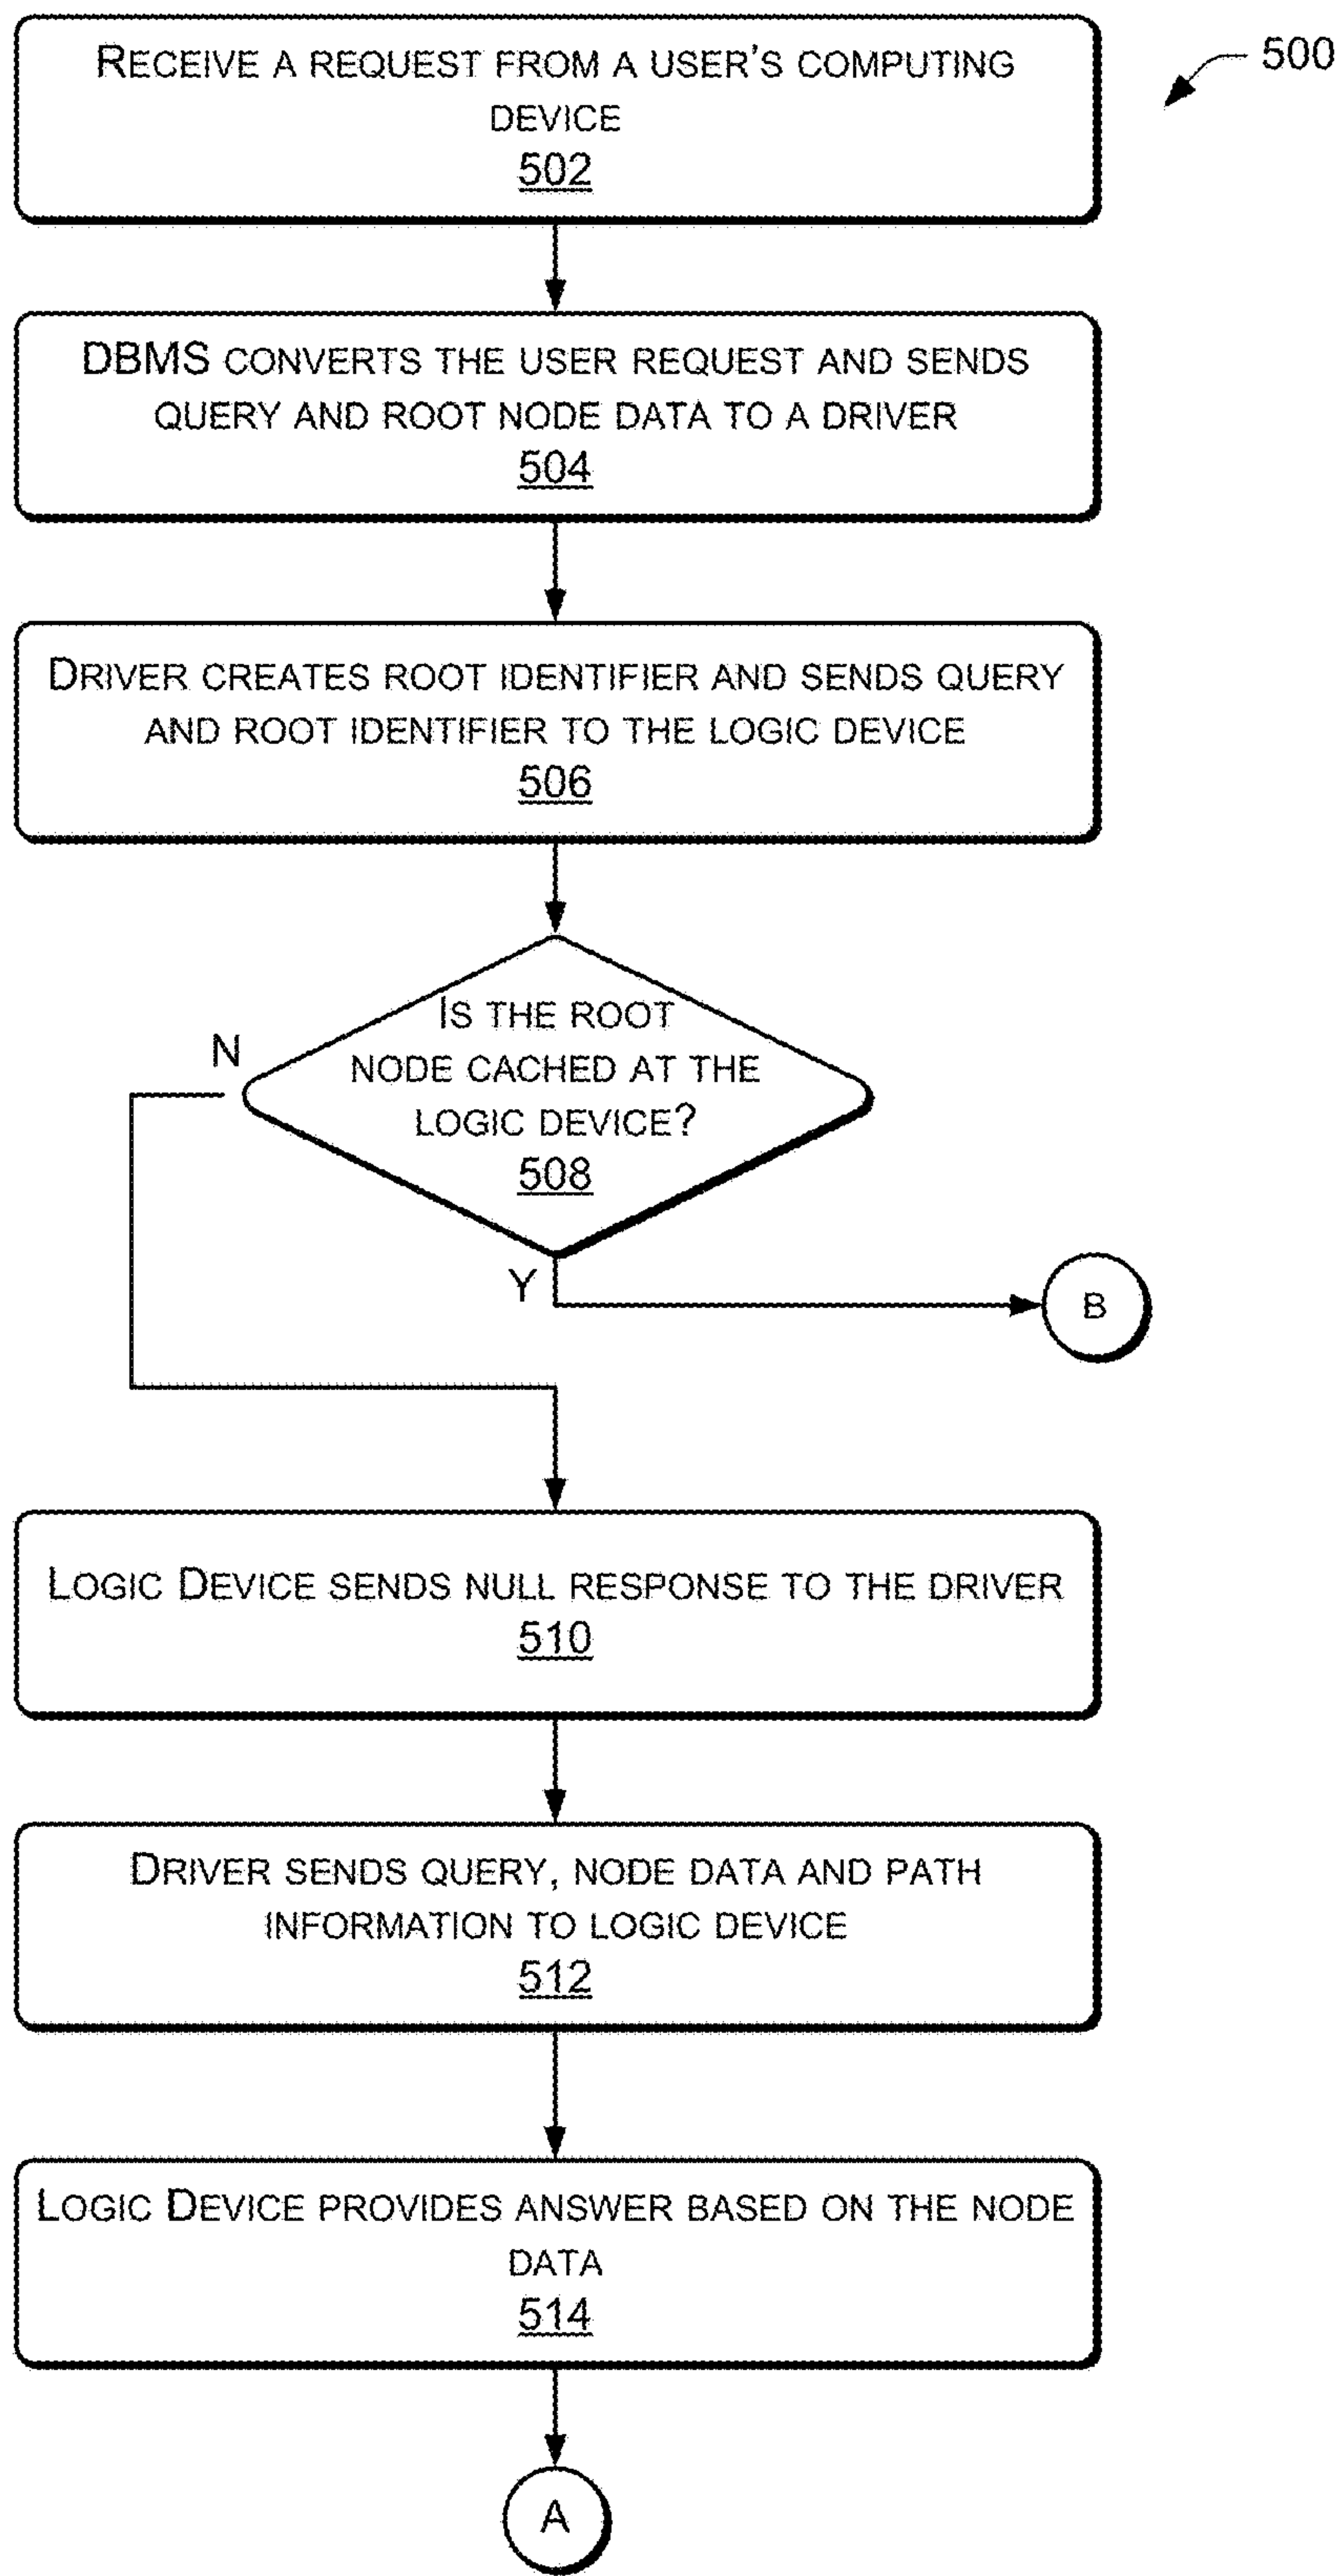 RECEIVE A REQUEST FROM A USER'S COMPUTING
DEVICE
502
500
DBMS CONVERTS THE USER REQUEST AND SENDS
QUERY AND ROOT NODE DATA TO A DRIVER
504
DRIVER CREATES ROOT IDENTIFIER AND SENDS QUERY
AND ROOT IDENTIFIER TO THE LOGIC DEVICE
506
IS THE ROOT
NODE CACHED AT THE
LOGIC DEVICE?
508
N
Y
B
LOGIC DEVICE SENDS NULL RESPONSE TO THE DRIVER
510
DRIVER SENDS QUERY, NODE DATA AND PATH
INFORMATION TO LOGIC DEVICE
512
LOGIC DEVICE PROVIDES ANSWER BASED ON THE NODE
DATA
514
A